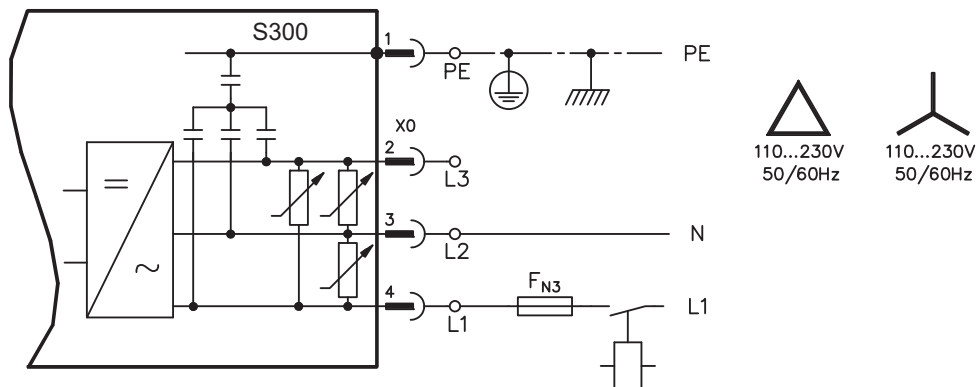 S300
1
PE
PE
X0
2
L3
3
L2
N
4
L1
FN3
L1
110...230V
50/60Hz
110...230V
50/60Hz